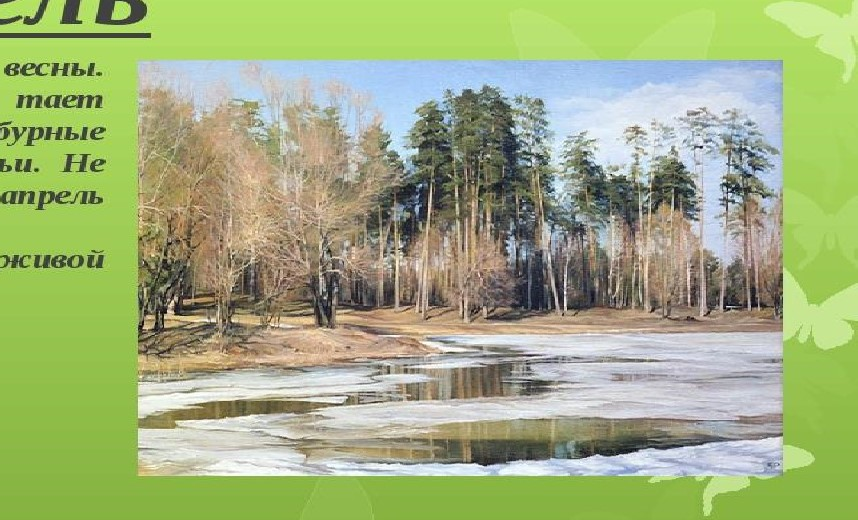 ель
весны.
тает
бурные
ьи. Не
апрель
живой